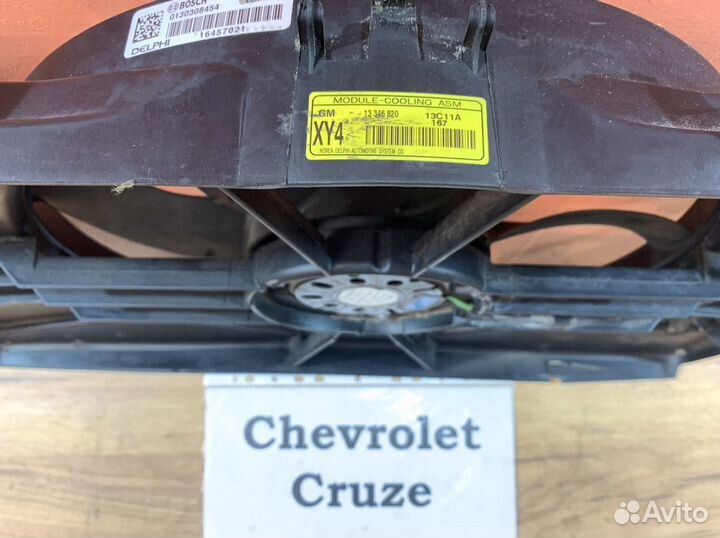 BOSCH
0130308454
DELPHI
16457021
MODULE-COOLING ASM
GM 13 346 820 13C11A
XY4 167
KOREA DELPHI AUTOMOTIVE SYSTEM CO.
Chevrolet
Cruze
Avito